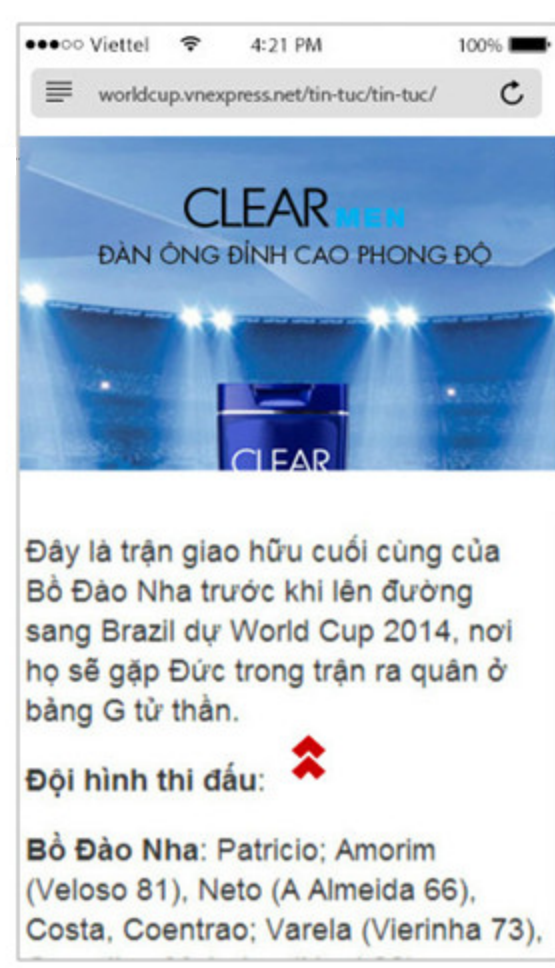 Viettel 4:21 PM 100%
worldcup.vnexpress.net/tin-tuc/tin-tuc/
CLEAR MEN
ĐÀN ÔNG ĐỈNH CAO PHONG ĐỘ
CLEAR
Đây là trận giao hữu cuối cùng của
Bồ Đào Nha trước khi lên đường
sang Brazil dự World Cup 2014, nơi
họ sẽ gặp Đức trong trận ra quân ở
bảng G tử thần.
Đội hình thi đấu:
Bồ Đào Nha: Patricio; Amorim
(Veloso 81), Neto (A Almeida 66),
Costa, Coentrao; Varela (Vierinha 73),